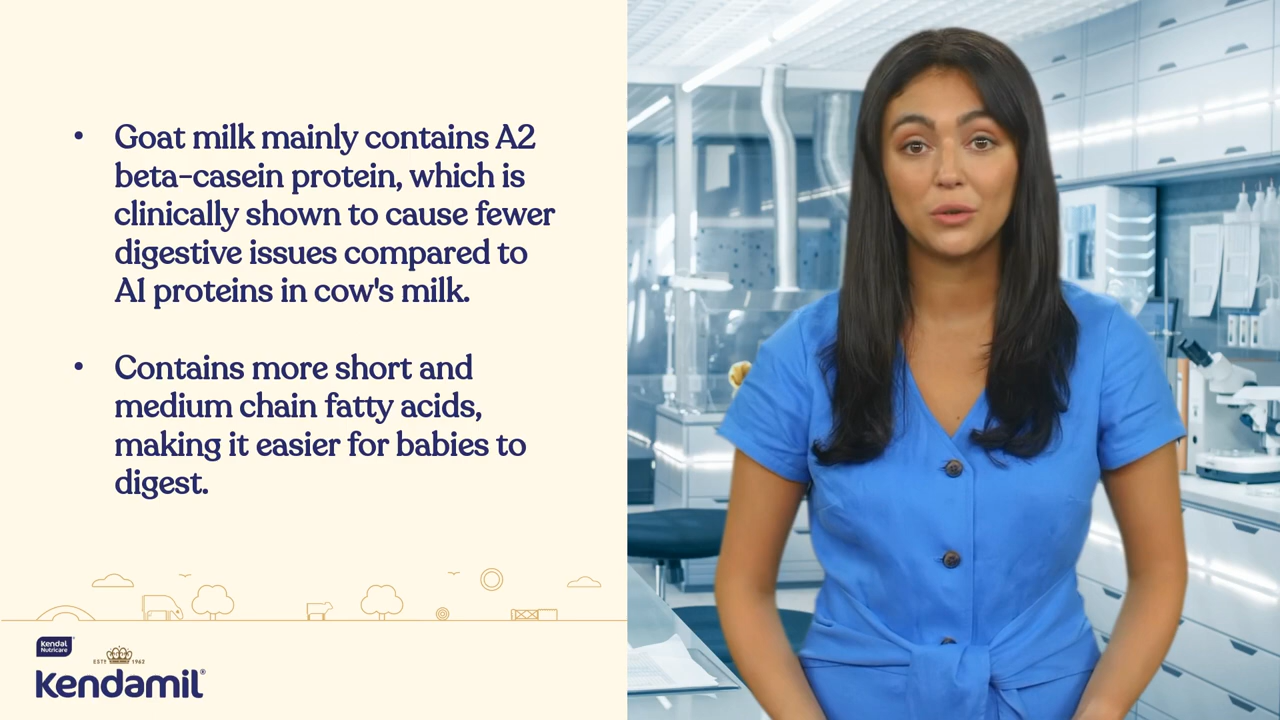 • Goat milk mainly contains A2
beta-casein protein, which is
clinically shown to cause fewer
digestive issues compared to
A1 proteins in cow's milk.
• Contains more short and
medium chain fatty acids,
making it easier for babies to
digest.
Kendal
Nutricare
ESTD 1962
Kendamil®